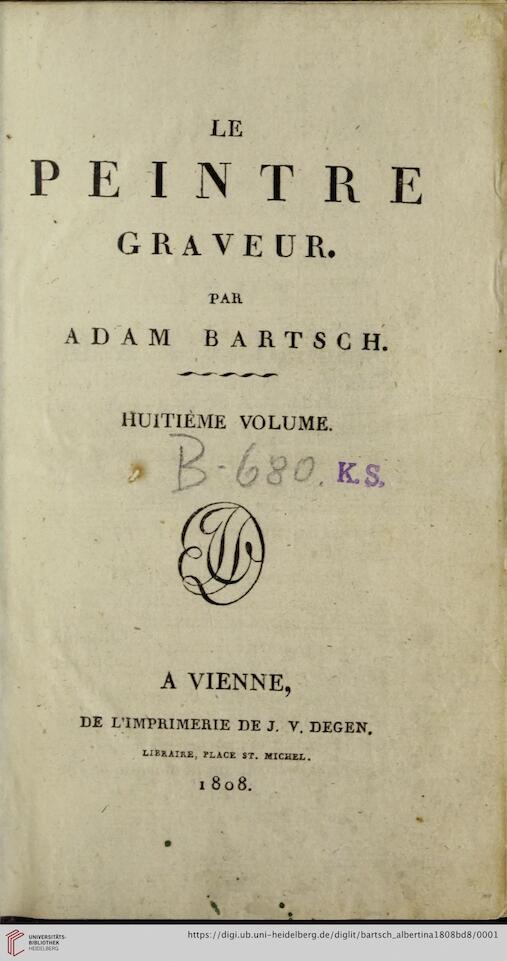 LE
PEINTRE
GRAVEUR.
PAR
ADAM BARTSCH.
HUITIÈME VOLUME.
B-680. K.S.
A VIENNE,
DE L'IMPRIMERIE DE J. V. DEGEN,
LIBRAIRE, PLACE ST. MICHEL.
1808.
UNIVERSITÄTS-
BIBLIOTHEK
HEIDELBERG
https://digi.ub.uni-heidelberg.de/diglit/bartsch_albertina1808bd8/0001